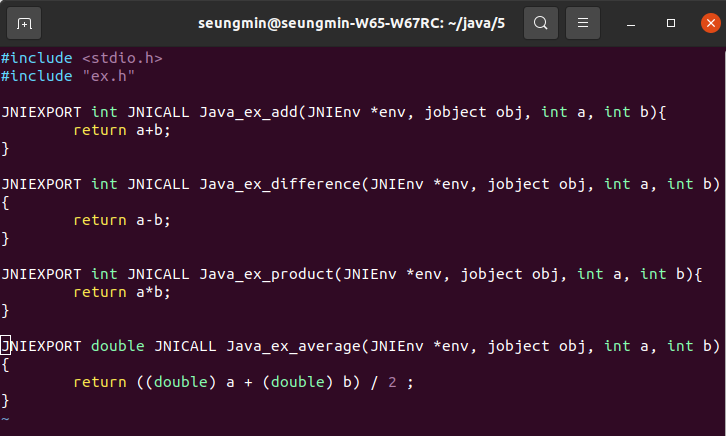 seungmin@seungmin-W65-W67RC: ~/java/5
#include <stdio.h>
#include "ex.h"
JNIEXPORT int JNICALL Java_ex_add(JNIEnv *env, jobject obj, int a, int b){
        return a+b;
}
JNIEXPORT int JNICALL Java_ex_difference(JNIEnv *env, jobject obj, int a, int b)
{
        return a-b;
}
JNIEXPORT int JNICALL Java_ex_product(JNIEnv *env, jobject obj, int a, int b){
        return a*b;
}
JNIEXPORT double JNICALL Java_ex_average(JNIEnv *env, jobject obj, int a, int b)
{
        return ((double) a + (double) b) / 2 ;
}
~